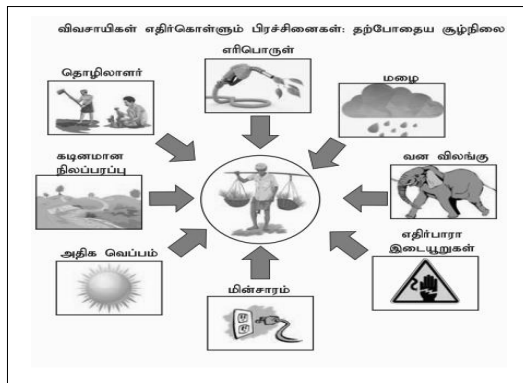 விவசாயிகள் எதிர்கொள்ளும் பிரச்சினைகள்: தற்போதைய சூழ்நிலை
எரிபொருள்
தொழிலாளர்
மழை
கடினமான
நிலப்பரப்பு
வன விலங்கு
அதிக வெப்பம்
எதிர்பாரா
இடையூறுகள்
மின்சாரம்